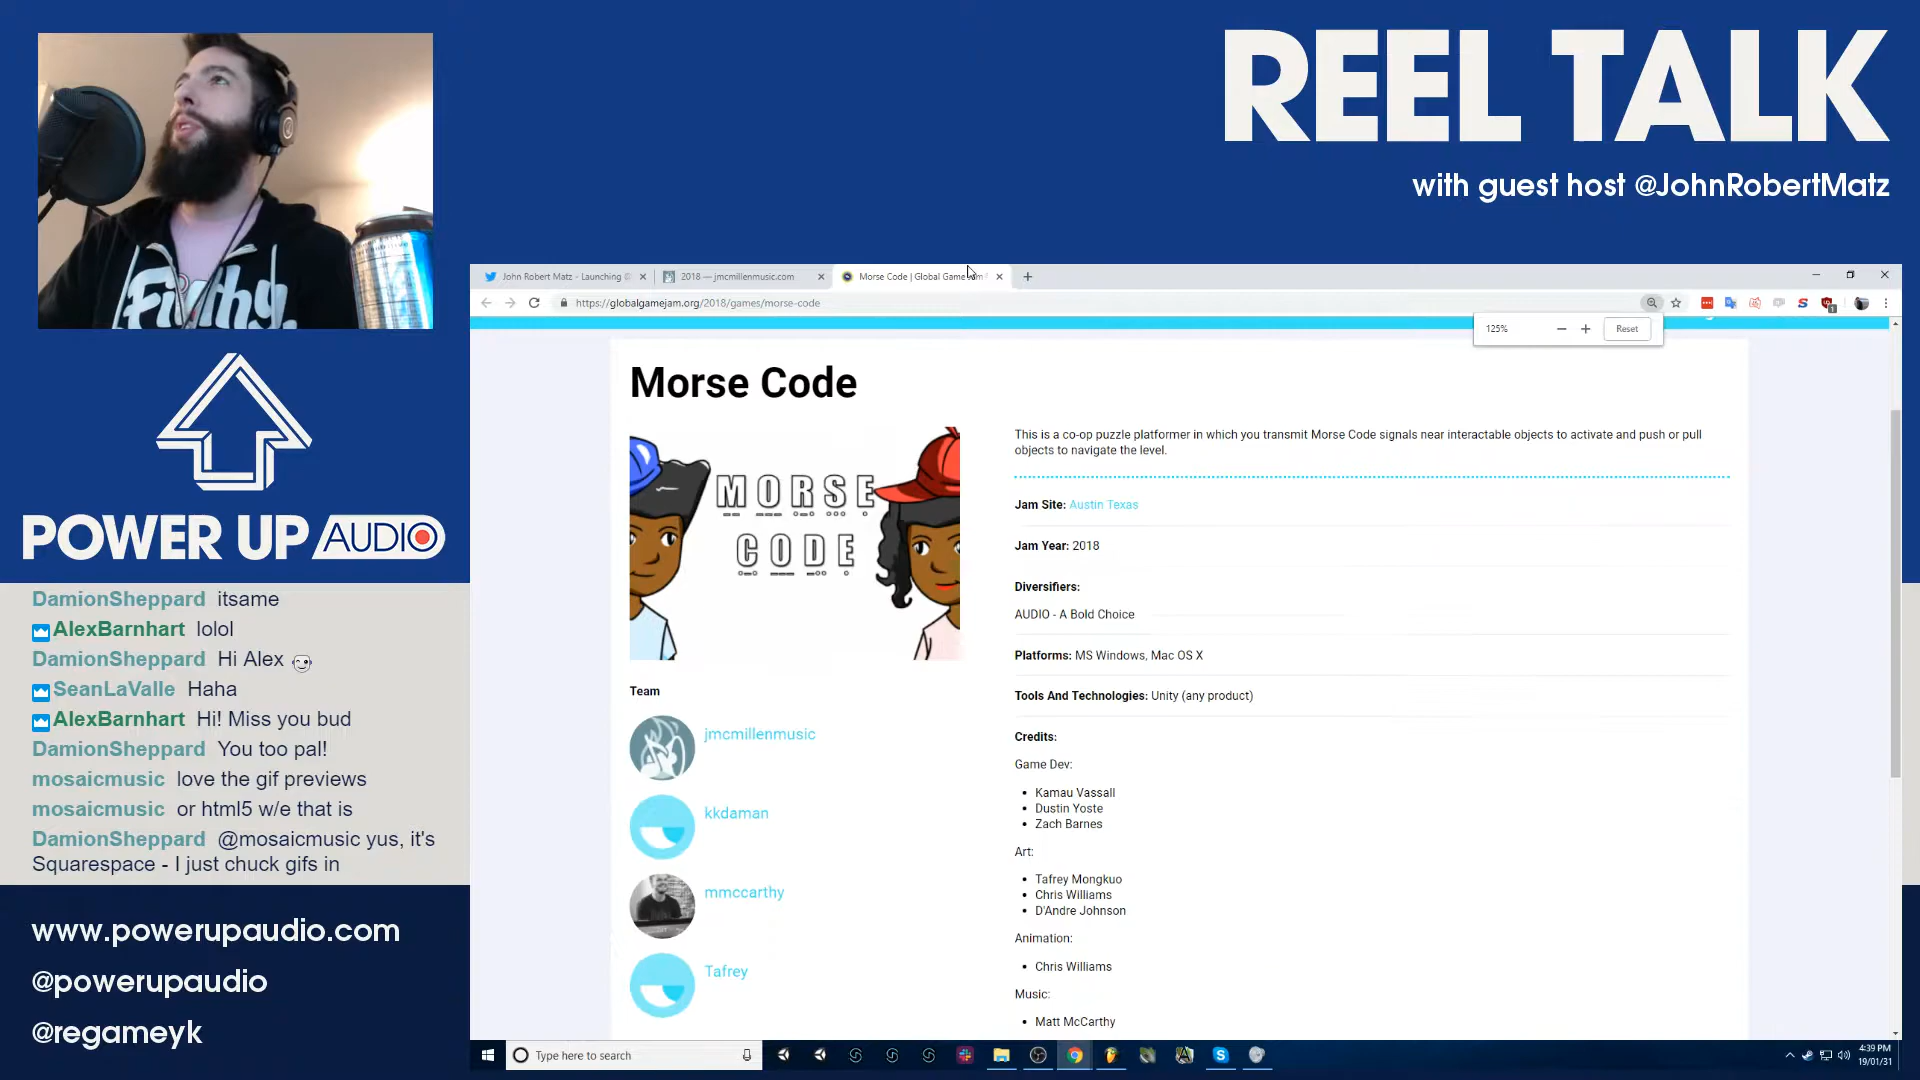 REEL TALK
with guest host @JohnRobertMatz
Filthy.
POWER UP AUDIO
DamionSheppard itsame
AlexBarnhart lolol
DamionSheppard Hi Alex
SeanLaValle Haha
AlexBarnhart Hi! Miss you bud
DamionSheppard You too pal!
mosaicmusic love the gif previews
mosaicmusic or html5 w/e that is
DamionSheppard @mosaicmusic yus, it's
Squarespace - I just chuck gifs in
www.powerupaudio.com
@powerupaudio
@regameyk
John Robert Matz - Launching
2018 — jmcmillenmusic.com
Morse Code | Global Game Jam
https://globalgamejam.org/2018/games/morse-code
125%
Reset
Morse Code
MORSE
CODE
This is a co-op puzzle platformer in which you transmit Morse Code signals near interactable objects to activate and push or pull
objects to navigate the level.
Jam Site: Austin Texas
Jam Year: 2018
Diversifiers:
AUDIO - A Bold Choice
Platforms: MS Windows, Mac OS X
Tools And Technologies: Unity (any product)
Credits:
Game Dev:
Kamau Vassall
Dustin Yoste
Zach Barnes
Art:
Tafrey Mongkuo
Chris Williams
D'Andre Johnson
Animation:
Chris Williams
Music:
Matt McCarthy
Team
jmcmillenmusic
kkdaman
mmccarthy
Tafrey
Type here to search
4:39 PM
19/01/31